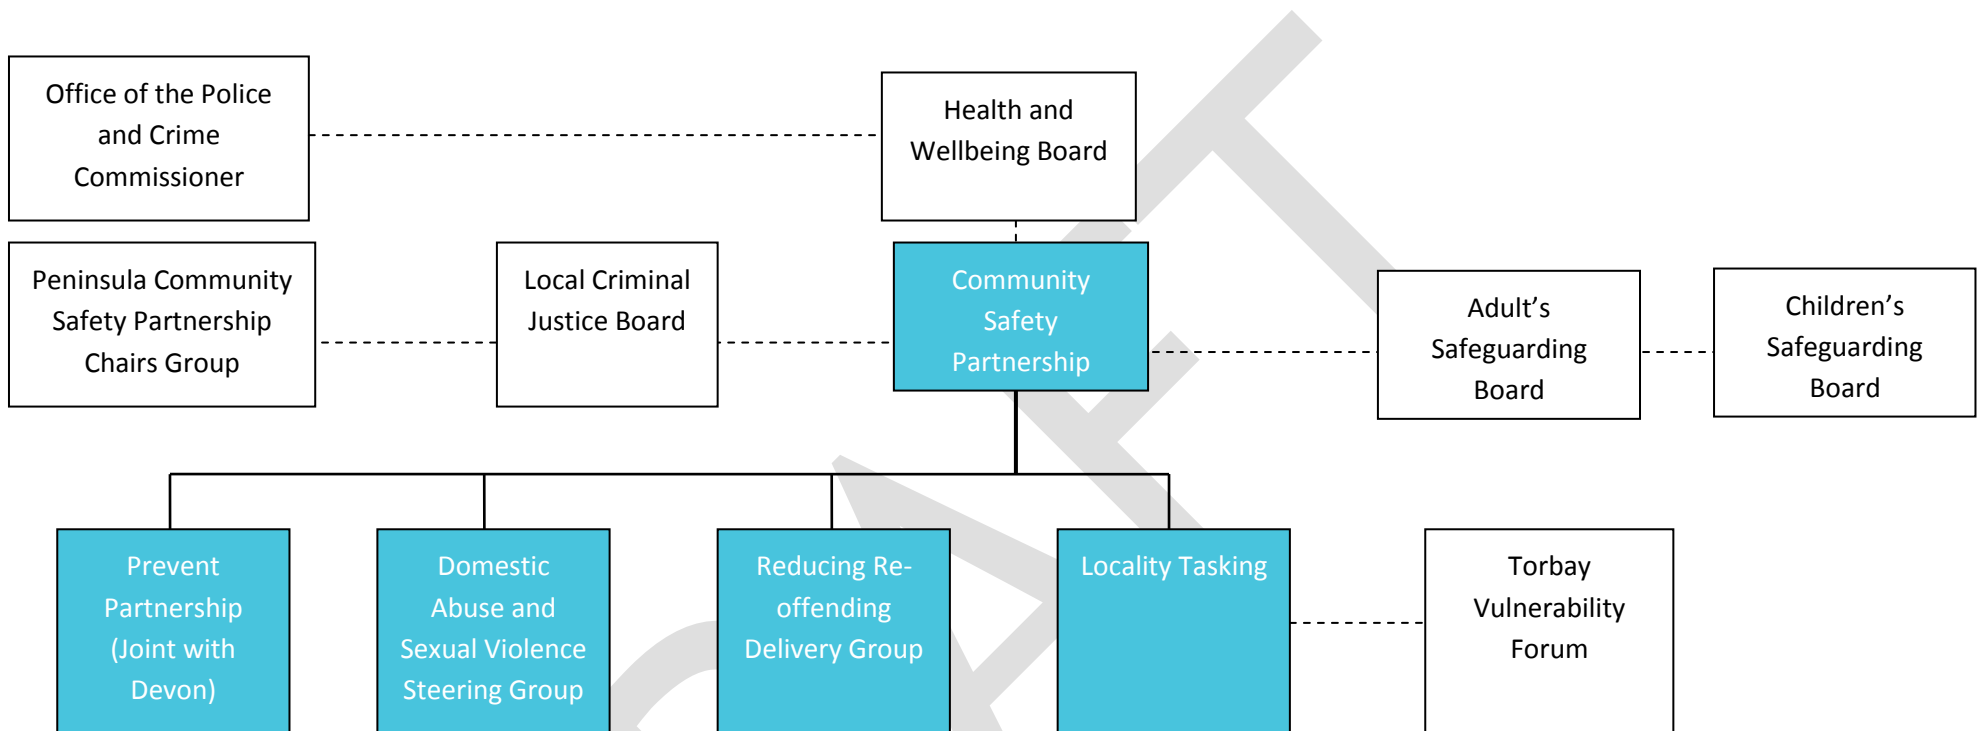 Office of the Police
and Crime
Commissioner
Health and
Wellbeing Board
Peninsula Community
Safety Partnership
Chairs Group
Local Criminal
Justice Board
Community
Safety
Partnership
Adult’s
Safeguarding
Board
Children’s
Safeguarding
Board
Prevent
Partnership
(Joint with
Devon)
Domestic
Abuse and
Sexual Violence
Steering Group
Reducing Re-
offending
Delivery Group
Locality Tasking
Torbay
Vulnerability
Forum
DRAFT